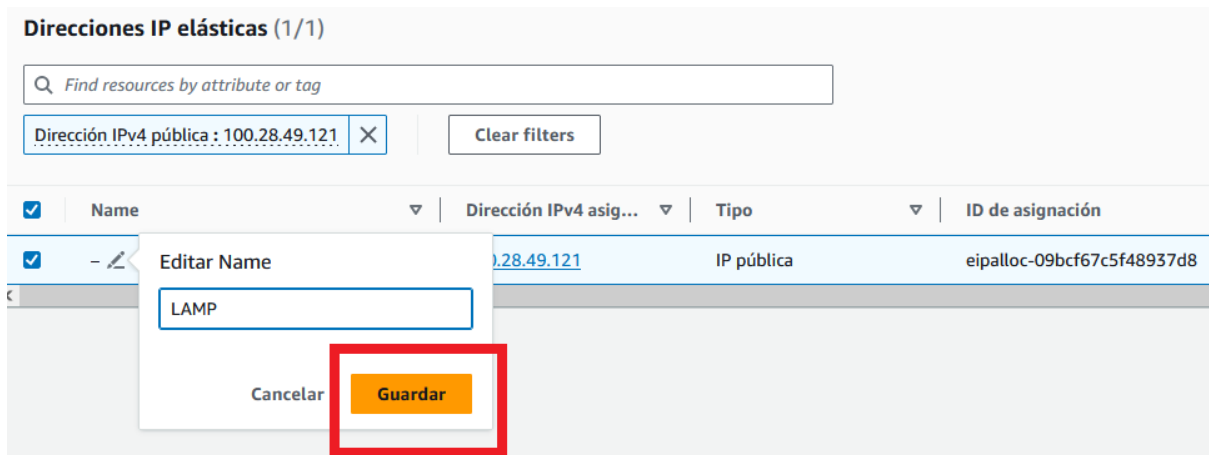 Direcciones IP elásticas (1/1)
Find resources by attribute or tag
Dirección IPv4 pública : 100.28.49.121
Clear filters
Name Dirección IPv4 asig... Tipo ID de asignación
– .28.49.121 IP pública eipalloc-09bcf67c5f48937d8
Editar Name
LAMP
Cancelar Guardar